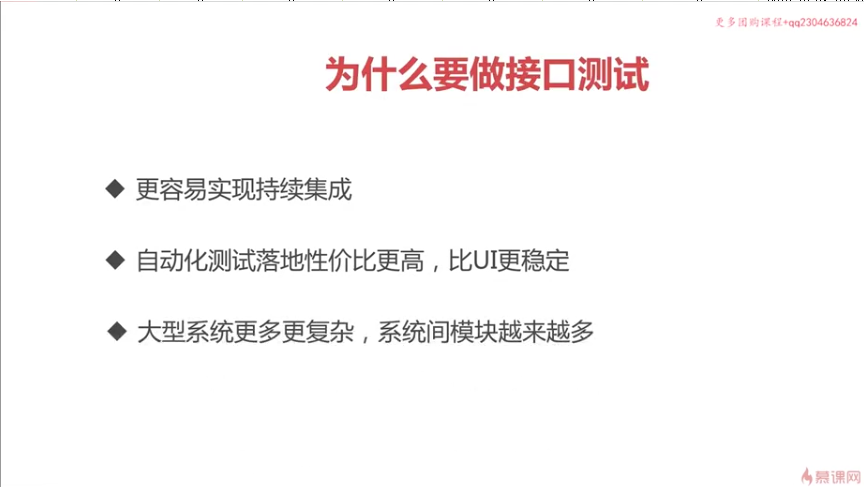 更多团购课程+qq2304636824
为什么要做接口测试
◆ 更容易实现持续集成
◆ 自动化测试落地性价比更高，比UI更稳定
◆ 大型系统更多更复杂，系统间模块越来越多
慕课网